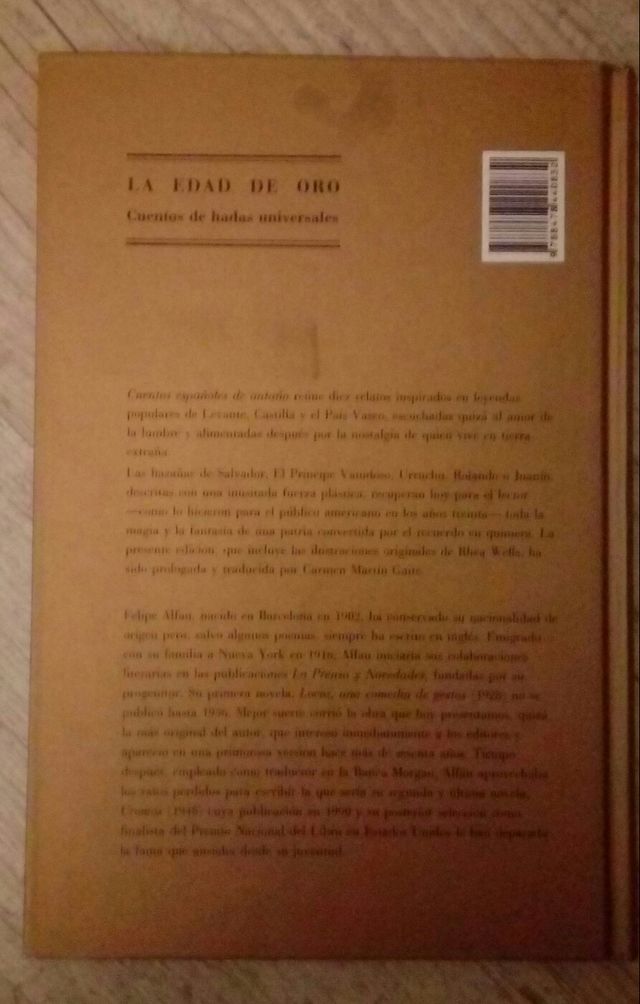 LA EDAD DE ORO
Cuentos de hadas universales
9 788478 440832
Cuentos españoles de antaño reúne diez relatos inspirados en leyendas
populares de Levante, Castilla y el País Vasco, escuchadas quizá al amor de
la lumbre y alimentadas después por la nostalgia de quien vive en tierra
extraña.
Las hazañas de Salvador, El Príncipe Vanidoso, Urruchu, Rolando o Juanín,
descritas con una inusitada fuerza plástica, recuperan hoy para el lector
—como lo hicieron para el público americano en los años treinta— toda la
magia y la fantasía de una patria convertida por el recuerdo en quimera. La
presente edición, que incluye las ilustraciones originales de Rhea Wells, ha
sido prologada y traducida por Carmen Martín Gaite.
Felipe Alfau, nacido en Barcelona en 1902, ha conservado su nacionalidad de
origen pero, salvo algunos poemas, siempre ha escrito en inglés. Emigrado
con su familia a Nueva York en 1916, Alfau iniciaría sus colaboraciones
literarias en las publicaciones La Prensa y Novedades, fundadas por su
progenitor. Su primera novela, Locos, una comedia de gestos (1928) no se
publicó hasta 1936. Mejor suerte corrió la obra que hoy presentamos, quizá
la más original del autor, que interesó inmediatamente a los editores y
apareció en una primorosa versión hace más de sesenta años. Tiempo
después, empleado como traductor en la Banca Morgan, Alfau aprovechaba
los ratos perdidos para escribir la que sería su segunda y última novela,
Cromos (1948) cuya publicación en 1990 y su posterior selección como
finalista del Premio Nacional del Libro en Estados Unidos le han deparado
la fama que ansiaba desde su juventud.